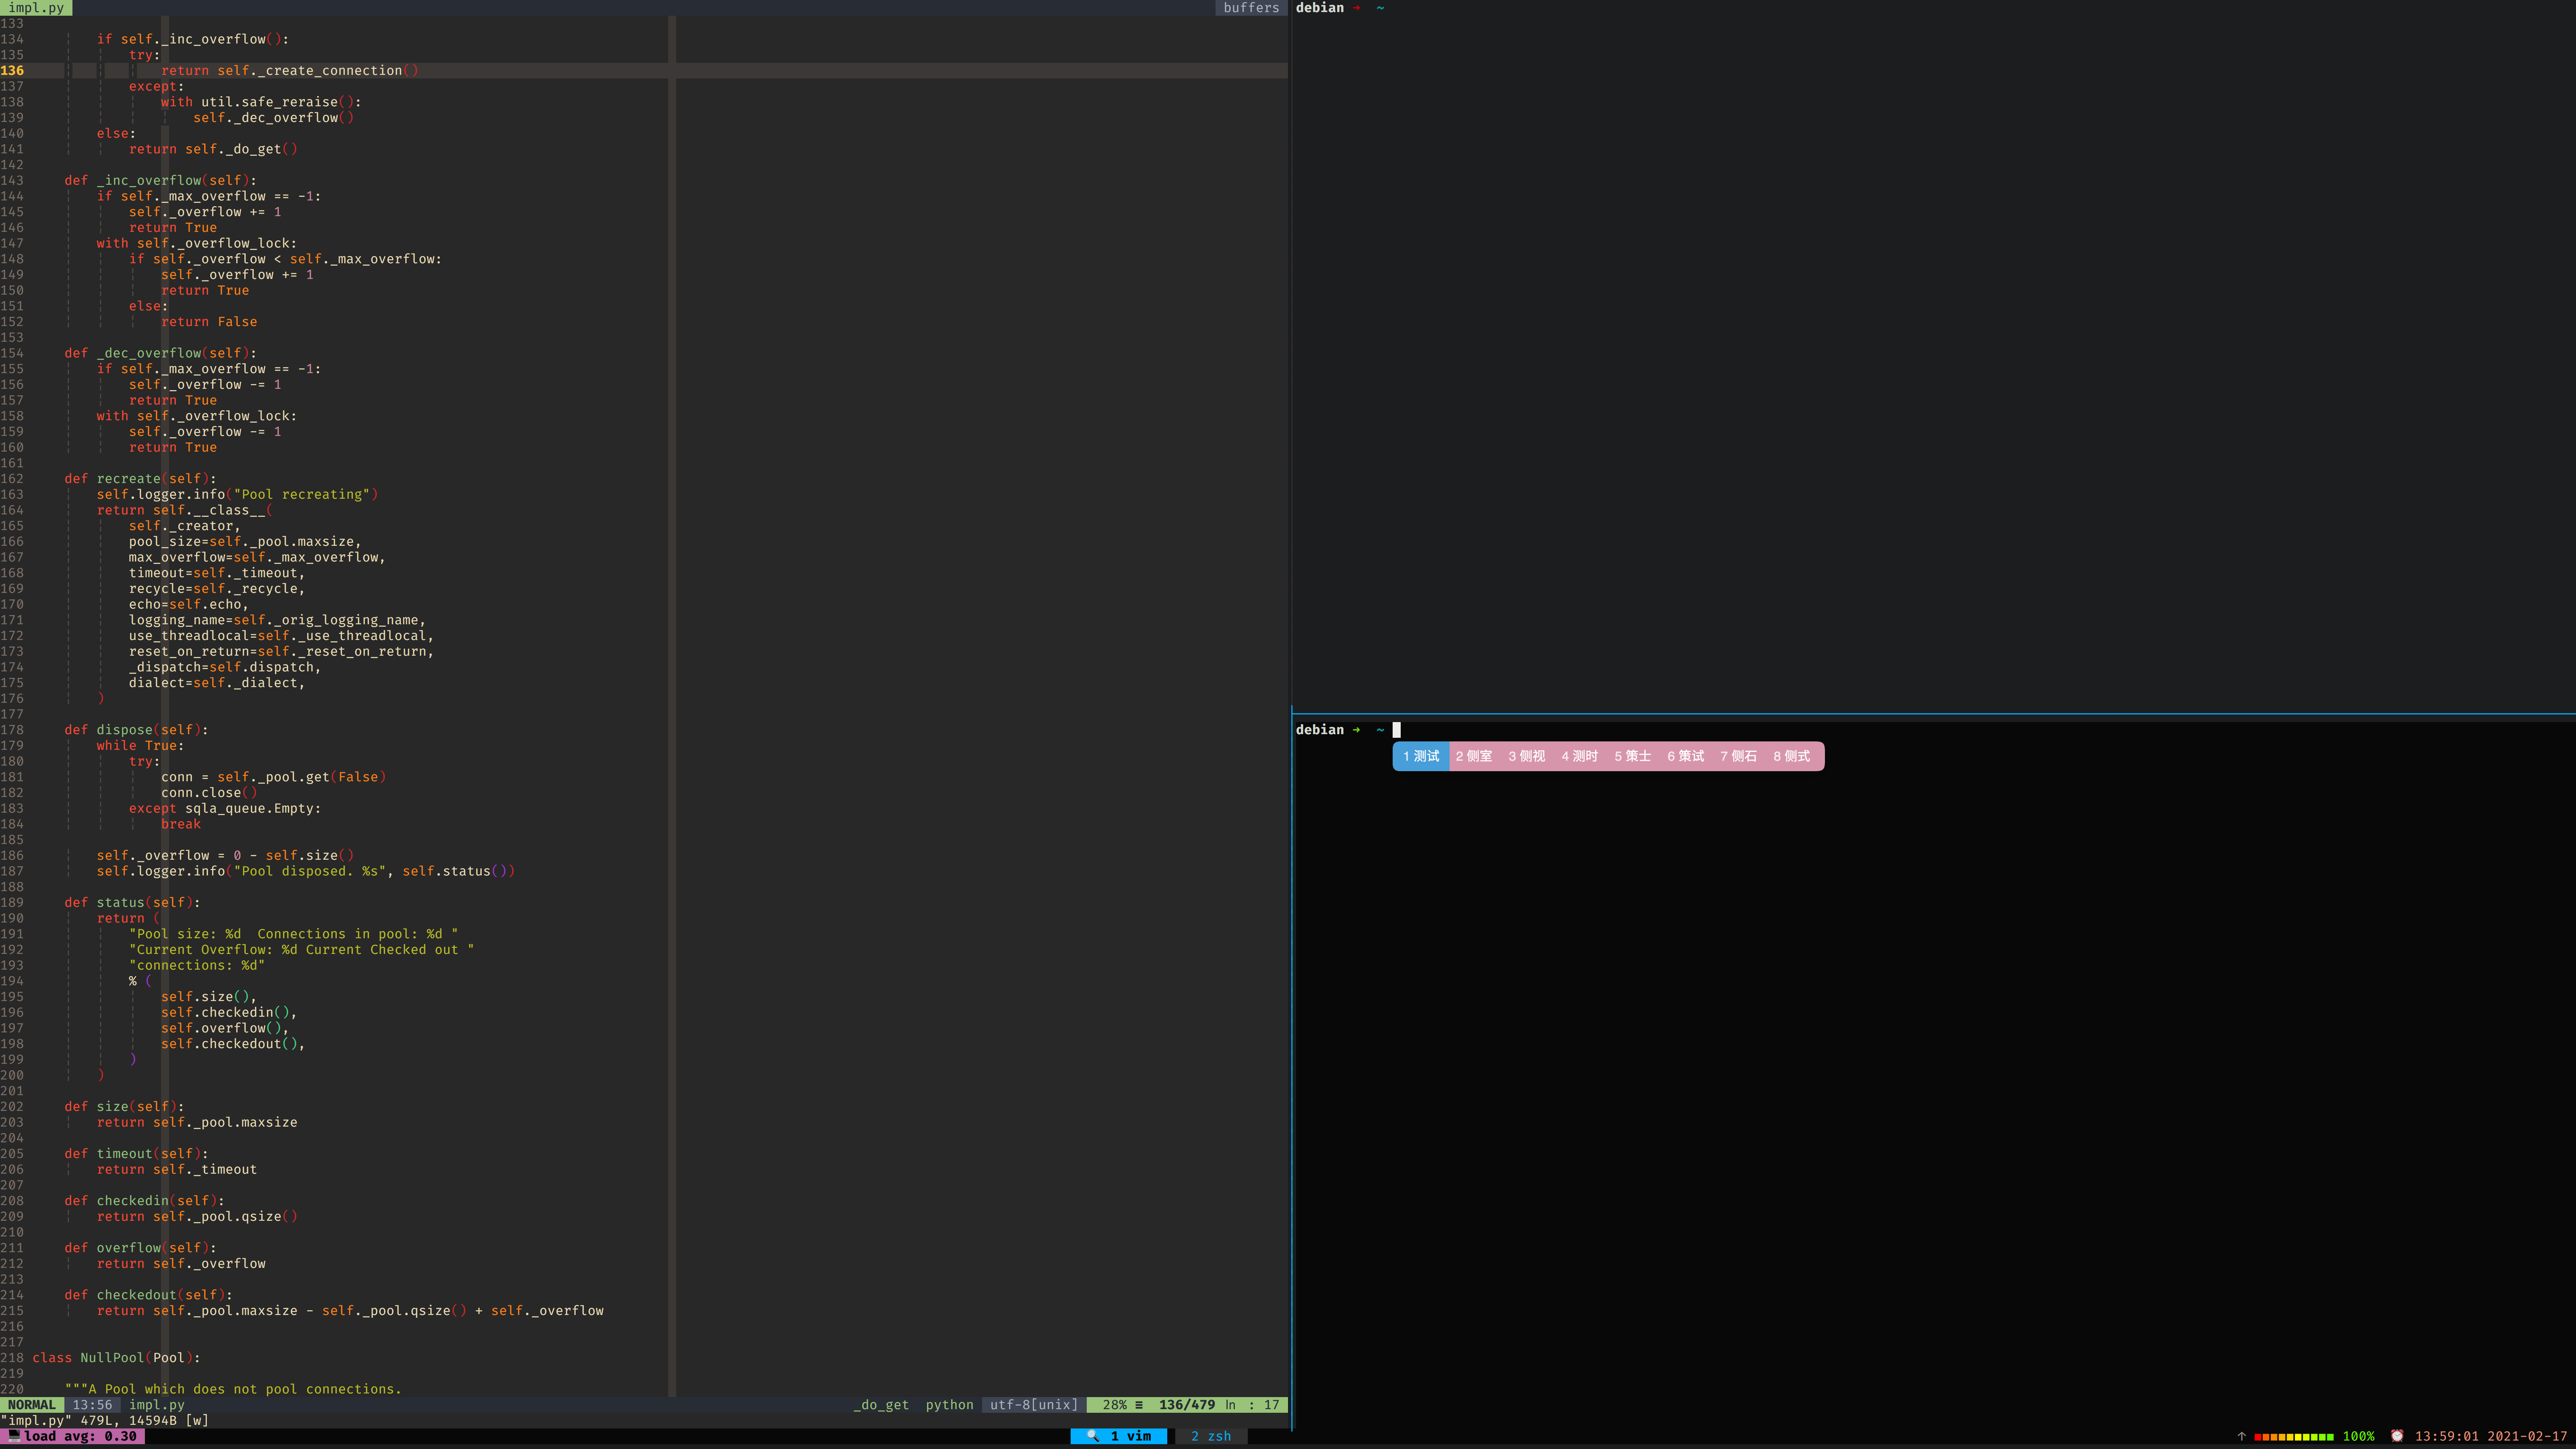 impl.py buffers
133
134 if self._inc_overflow():
135 try:
136 return self._create_connection()
137 except:
138 with util.safe_reraise():
139 self._dec_overflow()
140 else:
141 return self._do_get()
142
143 def _inc_overflow(self):
144 if self._max_overflow == -1:
145 self._overflow += 1
146 return True
147 with self._overflow_lock:
148 if self._overflow < self._max_overflow:
149 self._overflow += 1
150 return True
151 else:
152 return False
153
154 def _dec_overflow(self):
155 if self._max_overflow == -1:
156 self._overflow -= 1
157 return True
158 with self._overflow_lock:
159 self._overflow -= 1
160 return True
161
162 def recreate(self):
163 self.logger.info("Pool recreating")
164 return self.__class__(
165 self._creator,
166 pool_size=self._pool.maxsize,
167 max_overflow=self._max_overflow,
168 timeout=self._timeout,
169 recycle=self._recycle,
170 echo=self.echo,
171 logging_name=self._orig_logging_name,
172 use_threadlocal=self._use_threadlocal,
173 reset_on_return=self._reset_on_return,
174 _dispatch=self.dispatch,
175 dialect=self._dialect,
176 )
177
178 def dispose(self):
179 while True:
180 try:
181 conn = self._pool.get(False)
182 conn.close()
183 except sqla_queue.Empty:
184 break
185
186 self._overflow = 0 - self.size()
187 self.logger.info("Pool disposed. %s", self.status())
188
189 def status(self):
190 return (
191 "Pool size: %d  Connections in pool: %d "
192 "Current Overflow: %d Current Checked out "
193 "connections: %d"
194 % (
195 self.size(),
196 self.checkedin(),
197 self.overflow(),
198 self.checkedout(),
199 )
200 )
201
202 def size(self):
203 return self._pool.maxsize
204
205 def timeout(self):
206 return self._timeout
207
208 def checkedin(self):
209 return self._pool.qsize()
210
211 def overflow(self):
212 return self._overflow
213
214 def checkedout(self):
215 return self._pool.maxsize - self._pool.qsize() + self._overflow
216
217
218 class NullPool(Pool):
219
220 """A Pool which does not pool connections.
NORMAL 13:56 impl.py _do_get python utf-8[unix] 28% ≡ 136/479 ln : 17
"impl.py" 479L, 14594B [w]
debian → ~
debian → ~
1 测试 2 侧室 3 侧视 4 测时 5 策士 6 策试 7 侧石 8 侧式
load avg: 0.30 1 vim 2 zsh ↑ 100% 13:59:01 2021-02-17